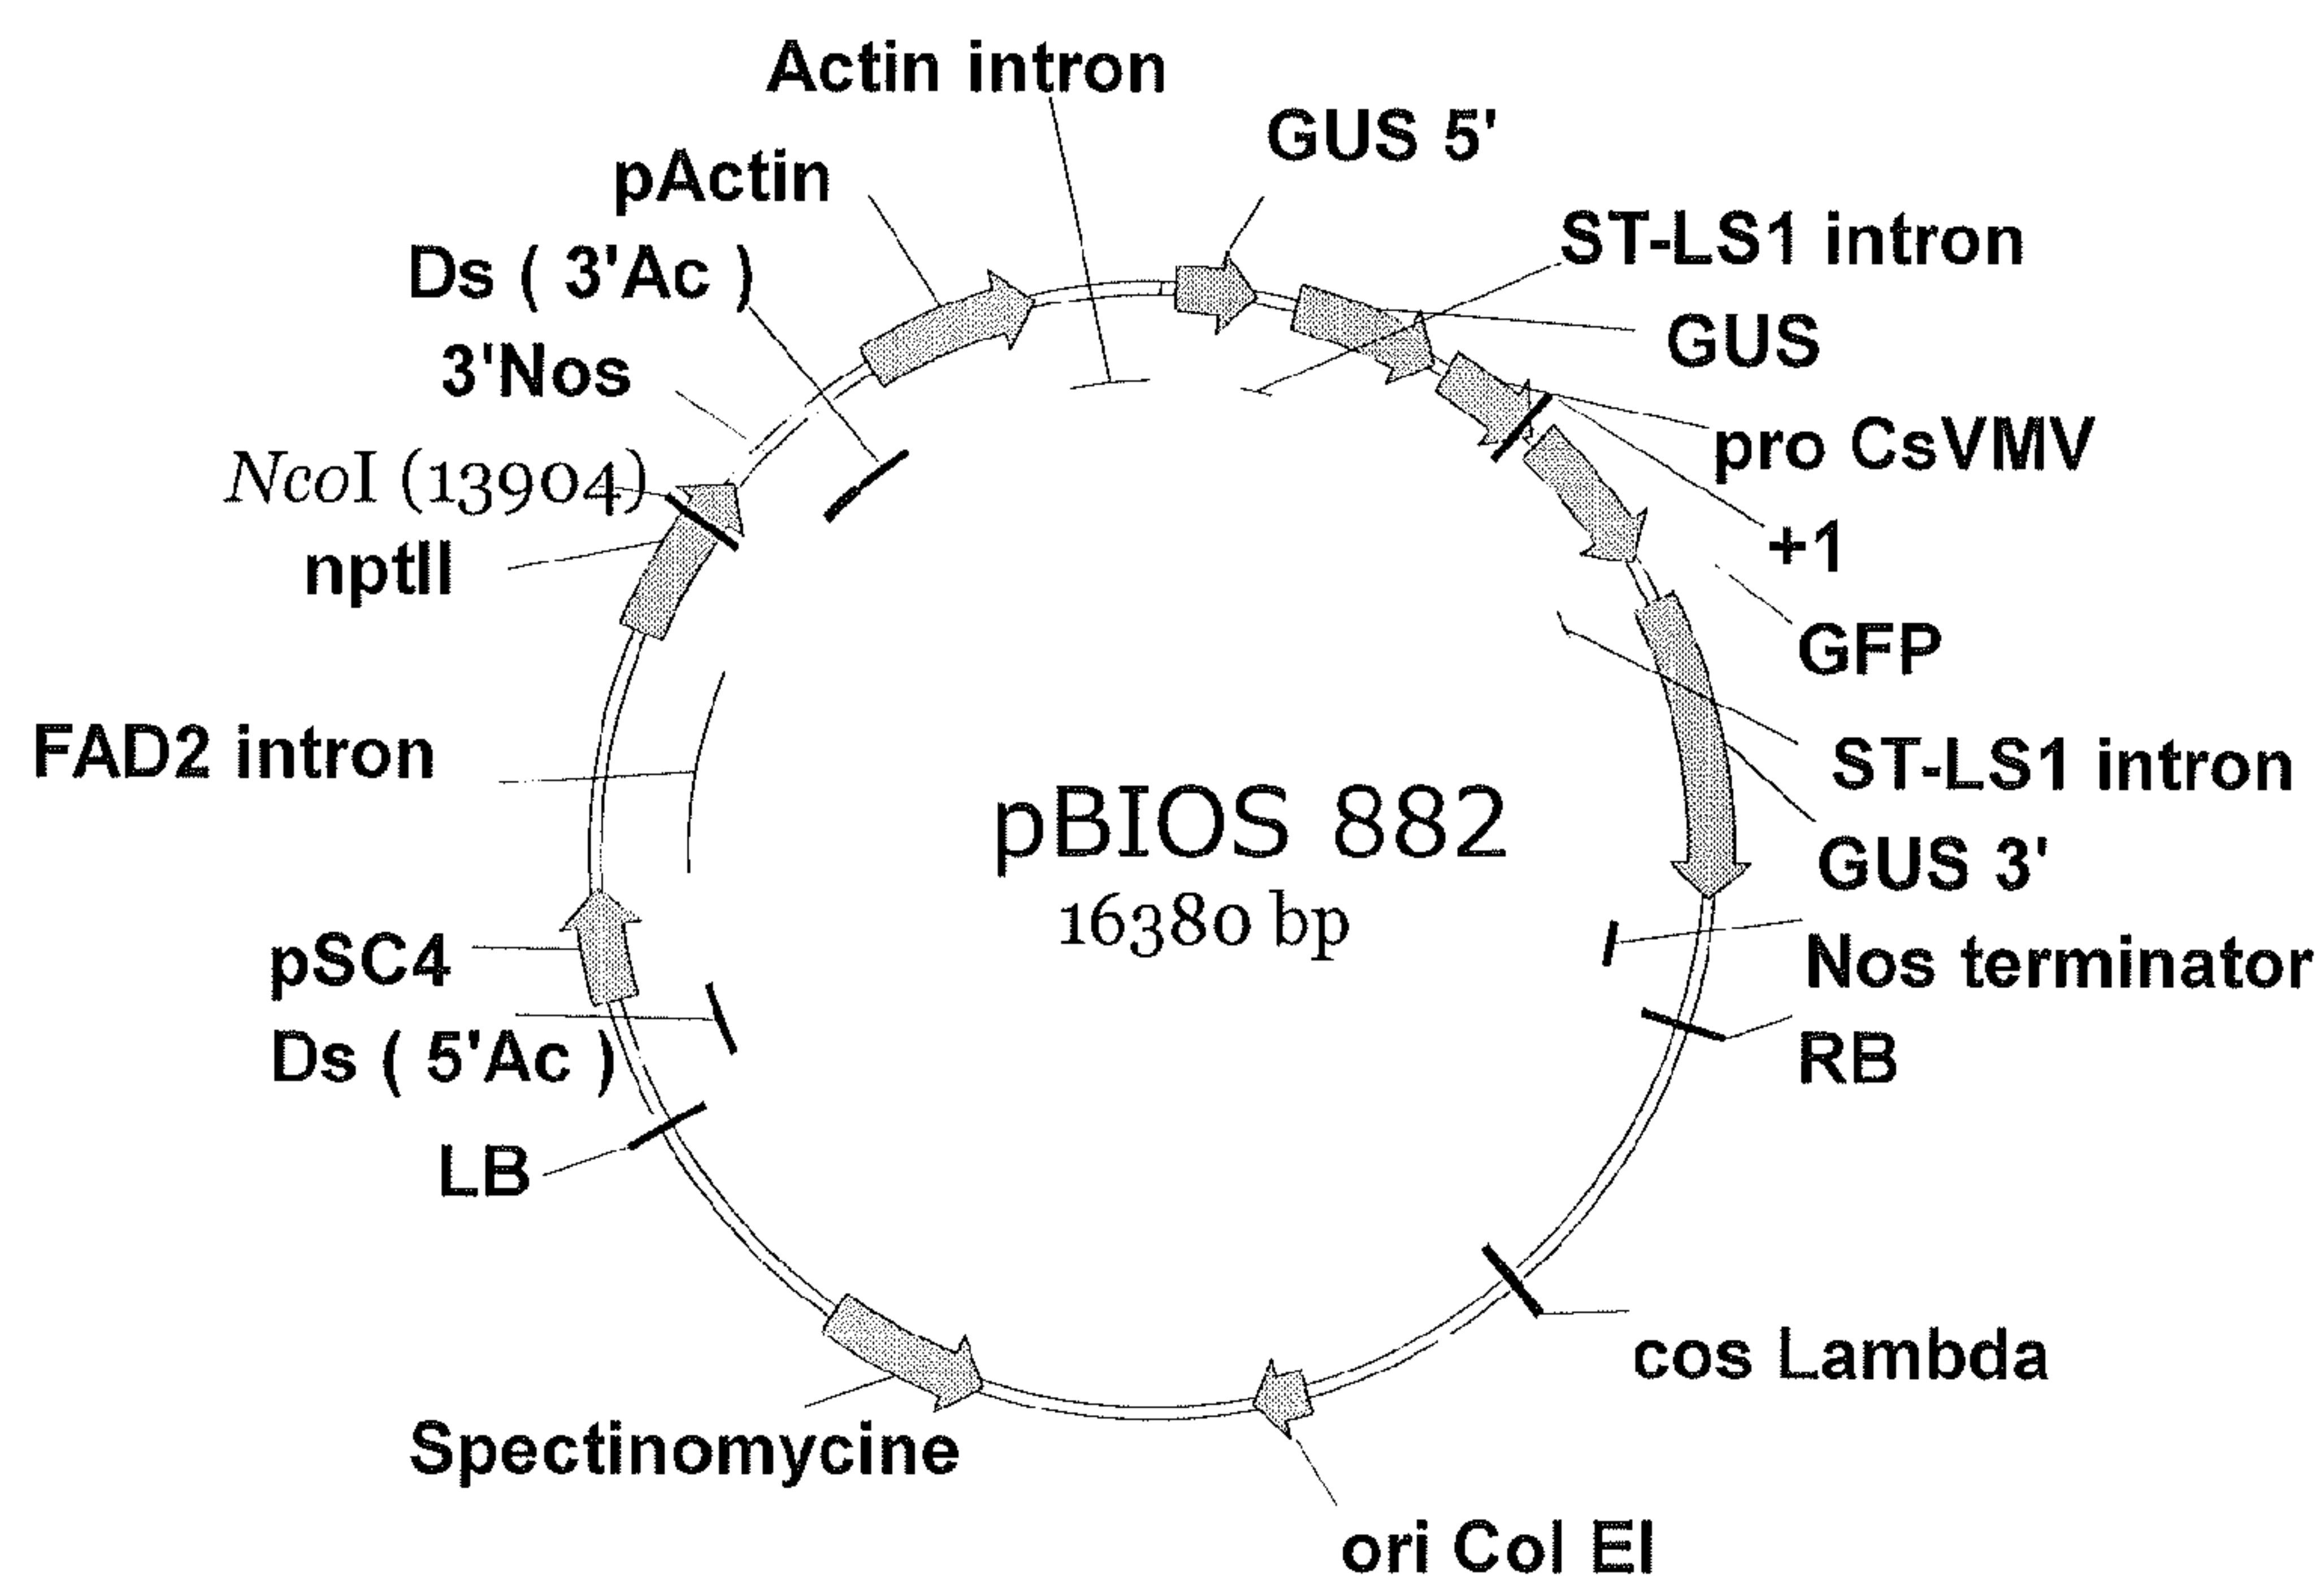 Actin intron
GUS 5'
pActin
ST-LS1 intron
Ds ( 3'Ac )
GUS
3'Nos
pro CsVMV
NcoI (13904)
+1
nptII
GFP
FAD2 intron
ST-LS1 intron
pBIOS 882
GUS 3'
16380 bp
pSC4
Nos terminator
Ds ( 5'Ac )
RB
LB
cos Lambda
Spectinomycine
ori Col EI